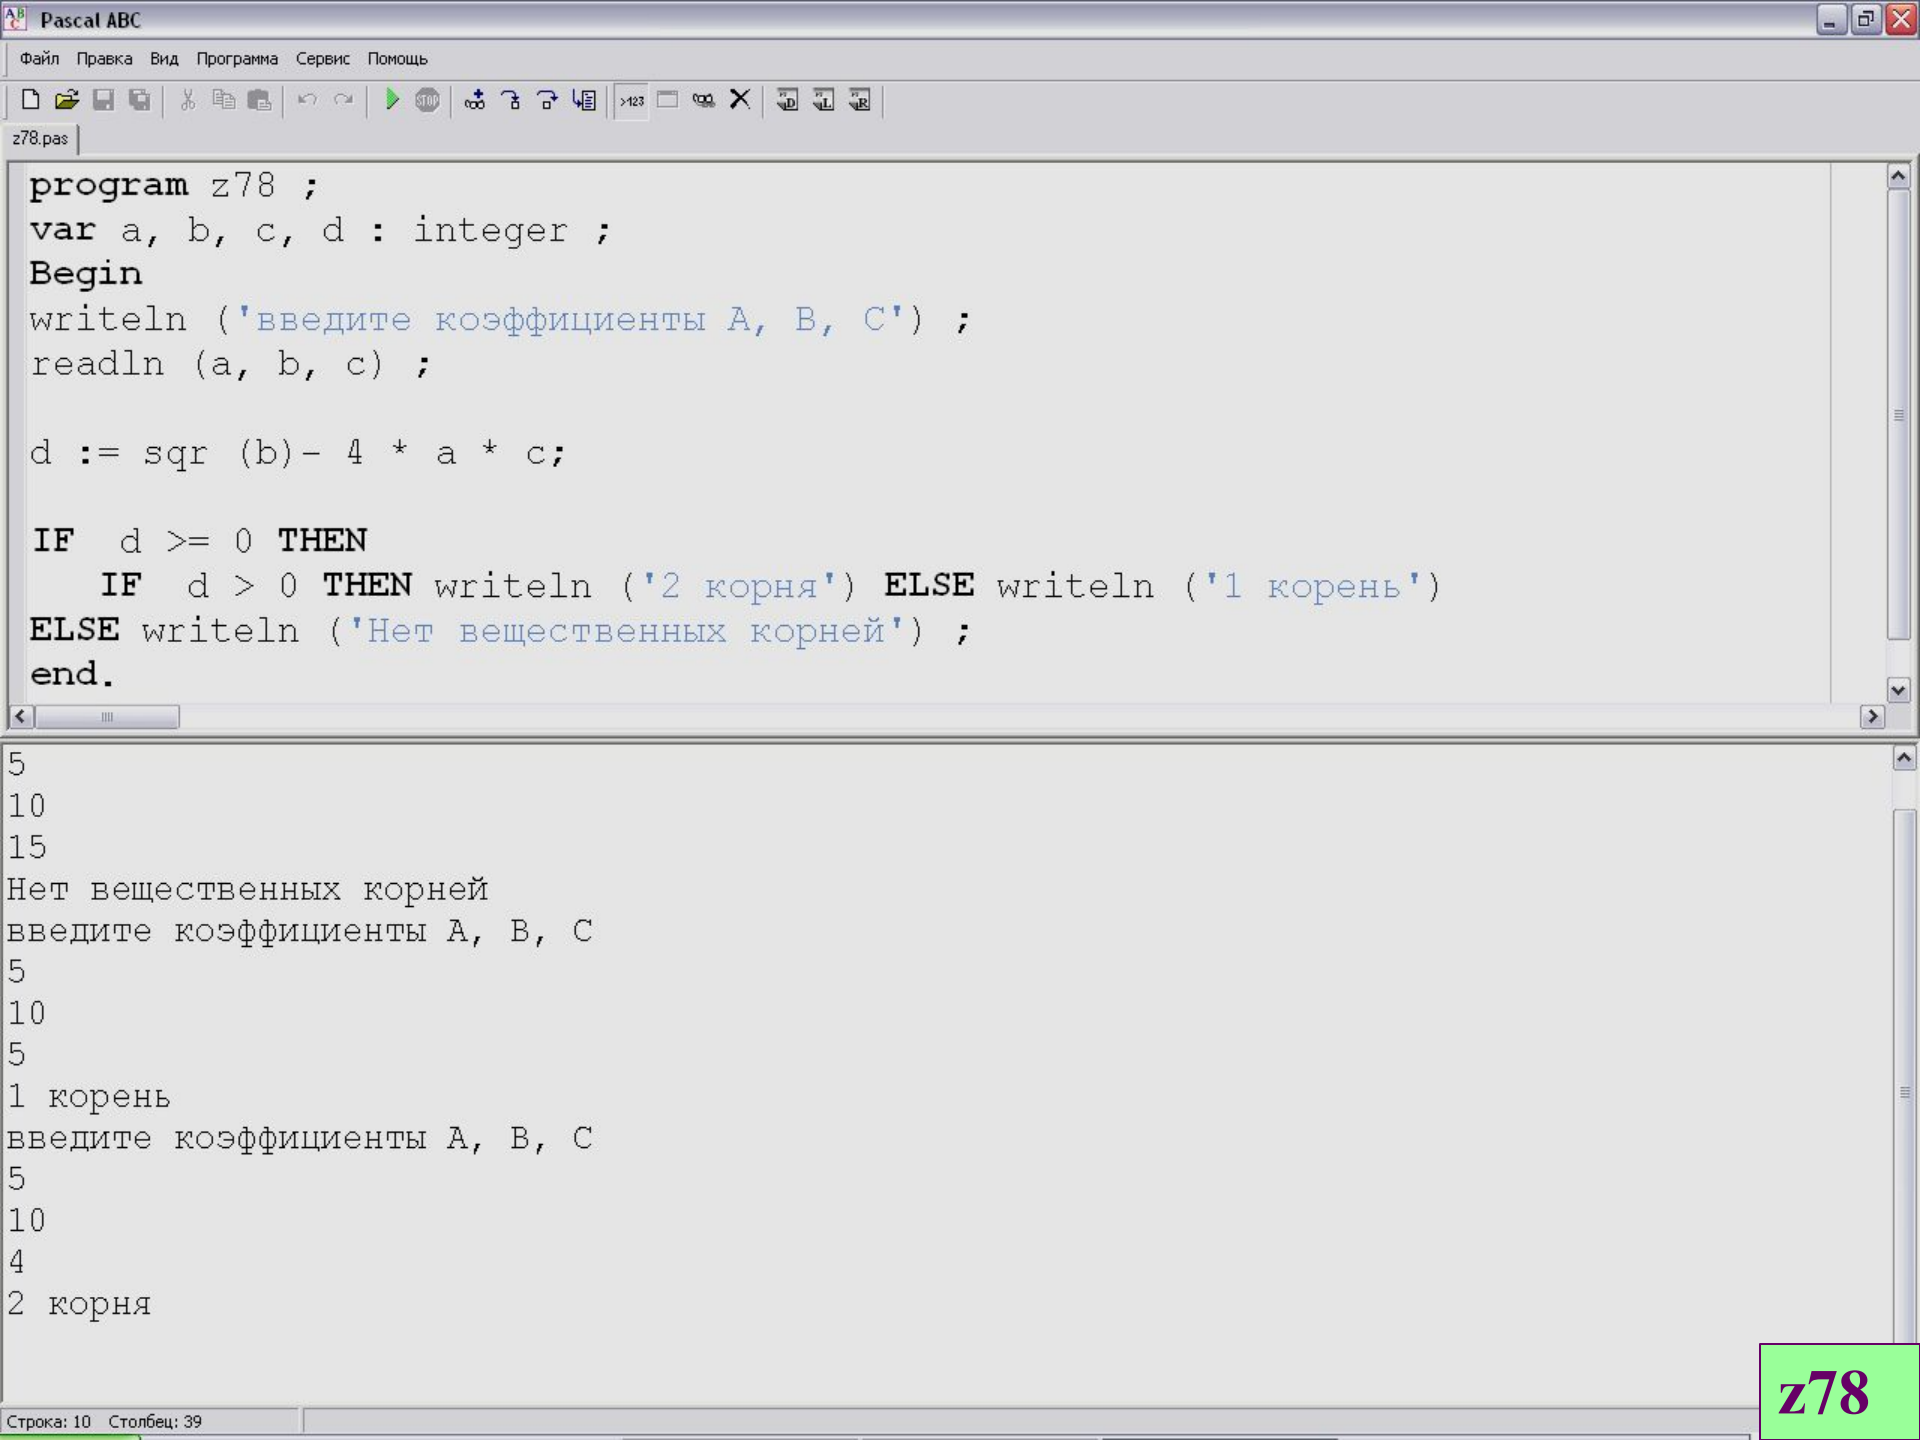 Pascal ABC
Файл Правка Вид Программа Сервис Помощь
z78.pas
program z78 ;
var a, b, c, d : integer ;
Begin
writeln ('введите коэффициенты A, B, C') ;
readln (a, b, c) ;
d := sqr (b)- 4 * a * c;
IF d >= 0 THEN
IF d > 0 THEN writeln ('2 корня') ELSE writeln ('1 корень')
ELSE writeln ('Нет вещественных корней') ;
end.
5
10
15
Нет вещественных корней
введите коэффициенты A, B, C
5
10
5
1 корень
введите коэффициенты A, B, C
5
10
4
2 корня
z78
Строка: 10 Столбец: 39